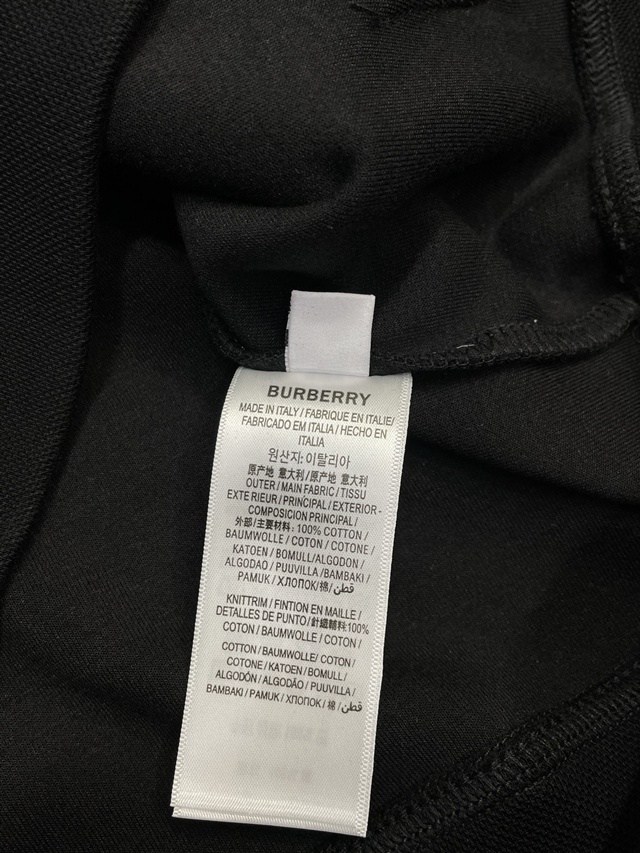 BURBERRY
MADE IN ITALY / FABRIQUE EN ITALIE/
FABRICADO EM ITALIA / HECHO EN
ITALIA
원산지: 이탈리아
原产地 意大利/原产地 意大利
OUTER / MAIN FABRIC / TISSU
EXTE RIEUR / PRINCIPAL / EXTERIOR -
COMPOSICION PRINCIPAL /
外部/主要材料: 100% COTTON /
BAUMWOLLE / COTON / COTONE /
KATOEN / BOMULL/ALGODON /
ALGODAO / PUUVILLA /BAMBAKI /
PAMUK / ХЛОПОК/棉/ قطن
KNITTRIM / FINTION EN MAILLE /
DETALLES DE PUNTO /針織輔料:100%
COTON / BAUMWOLLE / COTON /
COTTON / BAUMWOLLE/ COTON /
COTONE / KATOEN / BOMULL /
ALGODÓN / ALGODÃO / PUUVILLA /
BAMBAKI / PAMUK / ХЛОПОК / 棉/ قطن